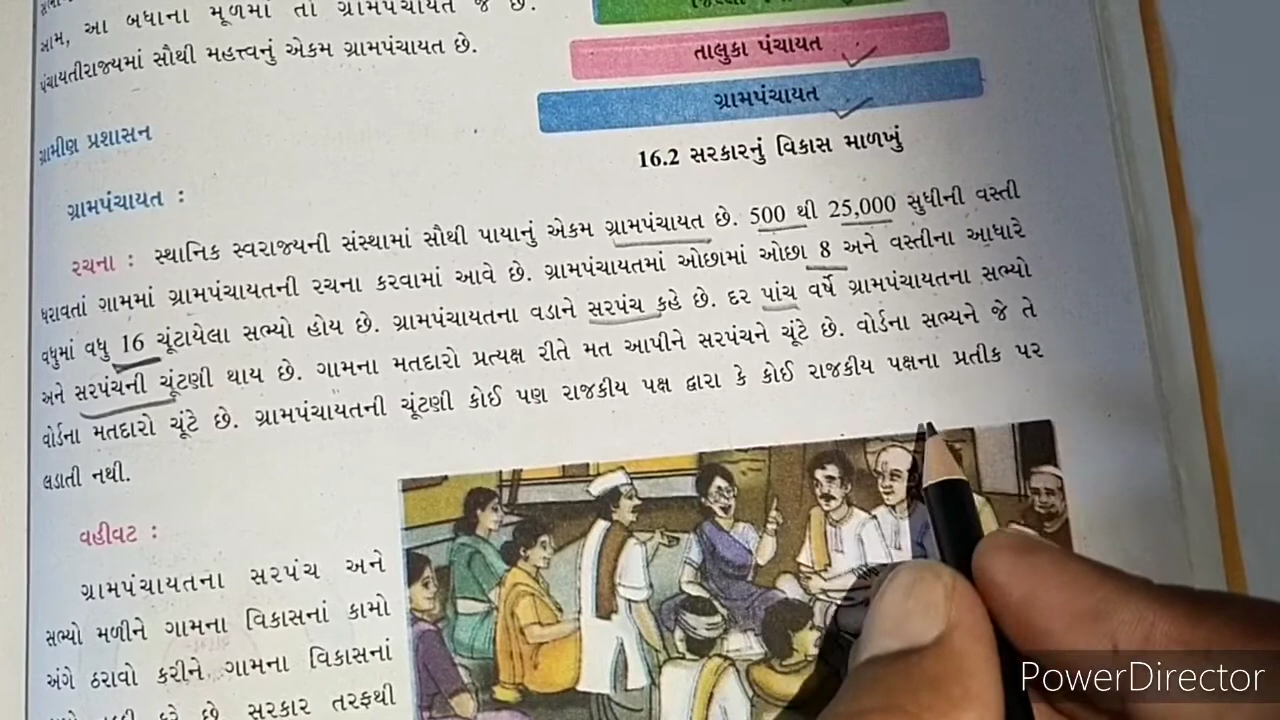 ગ્રામ, આ બધાના મૂળમાં તો ગ્રામપંચાયત જ છે.
પંચાયતીરાજ્યમાં સૌથી મહત્ત્વનું એકમ ગ્રામપંચાયત છે.
તાલુકા પંચાયત
ગ્રામપંચાયત
16.2 સરકારનું વિકાસ માળખું
ગ્રામીણ પ્રશાસન
ગ્રામપંચાયત :
રચના : સ્થાનિક સ્વરાજ્યની સંસ્થામાં સૌથી પાયાનું એકમ ગ્રામપંચાયત છે. 500 થી 25,000 સુધીની વસ્તી
ધરાવતાં ગામમાં ગ્રામપંચાયતની રચના કરવામાં આવે છે. ગ્રામપંચાયતમાં ઓછામાં ઓછા 8 અને વસ્તીના આધારે
વધુમાં વધુ 16 ચૂંટાયેલા સભ્યો હોય છે. ગ્રામપંચાયતના વડાને સરપંચ કહે છે. દર પાંચ વર્ષે ગ્રામપંચાયતના સભ્યો
અને સરપંચની ચૂંટણી થાય છે. ગામના મતદારો પ્રત્યક્ષ રીતે મત આપીને સરપંચને ચૂંટે છે. વોર્ડના સભ્યને જે તે
વોર્ડના મતદારો ચૂંટે છે. ગ્રામપંચાયતની ચૂંટણી કોઈ પણ રાજકીય પક્ષ દ્વારા કે કોઈ રાજકીય પક્ષના પ્રતીક પર
લડાતી નથી.
વહીવટ :
ગ્રામપંચાયતના સરપંચ અને
સભ્યો મળીને ગામના વિકાસનાં કામો
અંગે ઠરાવો કરીને ગામના વિકાસનાં
છે. સરકાર તરફથી
PowerDirector